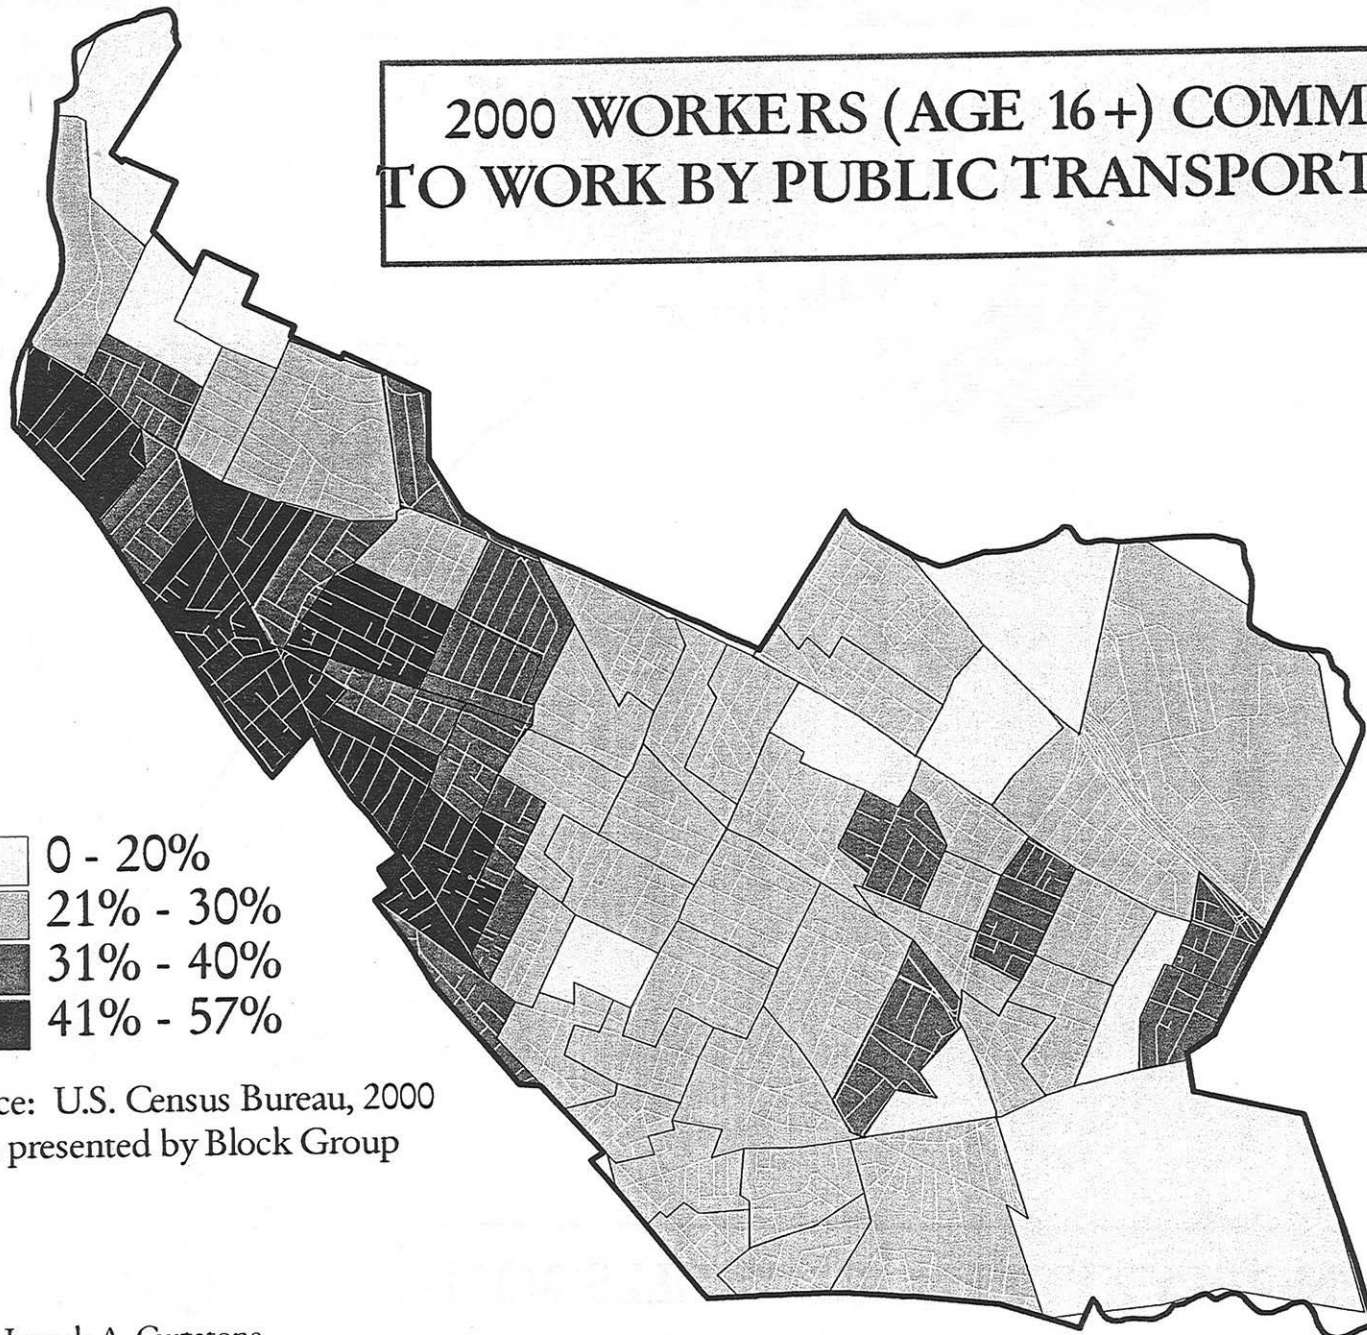 2000 WORKERS (AGE 16+) COMM
TO WORK BY PUBLIC TRANSPORT
0 - 20%
21% - 30%
31% - 40%
41% - 57%
ce: U.S. Census Bureau, 2000
presented by Block Group